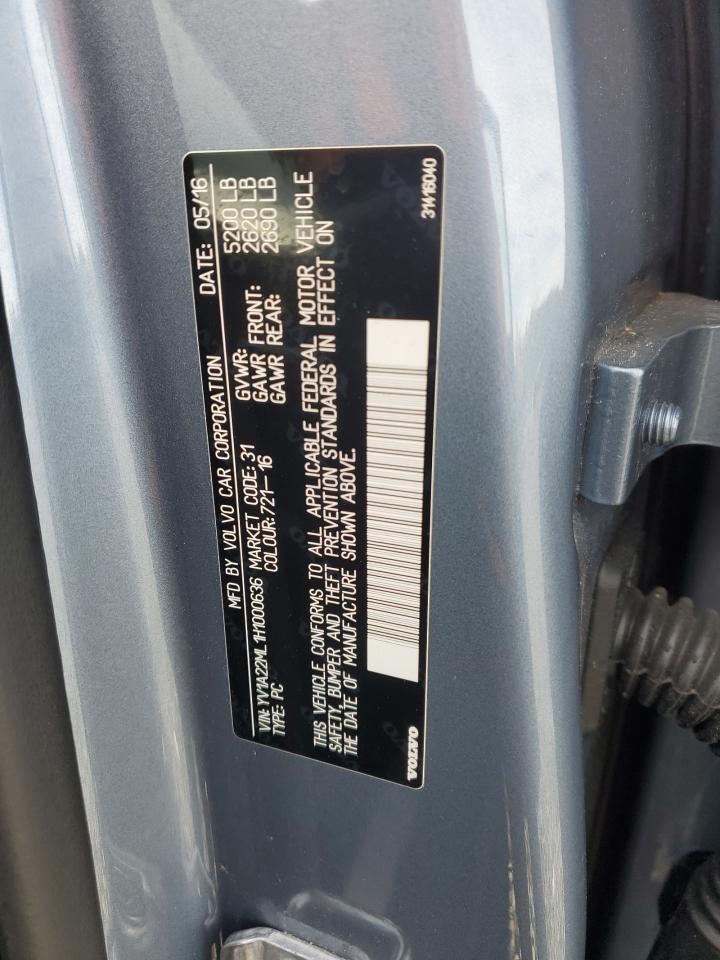 MFD BY VOLVO CAR CORPORATION DATE: 05/16
VIN: YV1A22ML1H1000636 MARKET CODE: 31 GVWR: 5200 LB
TYPE: PC COLOUR: 721-16 GAWR FRONT: 2620 LB
GAWR REAR: 2690 LB
THIS VEHICLE CONFORMS TO ALL APPLICABLE FEDERAL MOTOR VEHICLE
SAFETY, BUMPER AND THEFT PREVENTION STANDARDS IN EFFECT ON
THE DATE OF MANUFACTURE SHOWN ABOVE.
VOLVO 31416040